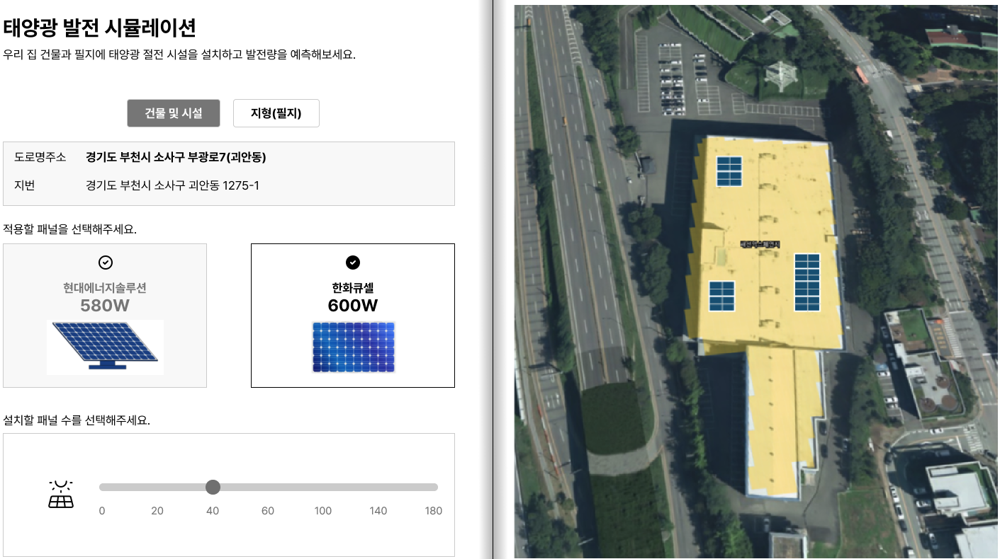 태양광 발전 시뮬레이션
우리 집 건물과 필지에 태양광 절전 시설을 설치하고 발전량을 예측해보세요.
건물 및 시설
지형(필지)
도로명주소 경기도 부천시 소사구 부광로7(괴안동)
지번 경기도 부천시 소사구 괴안동 1275-1
적용할 패널을 선택해주세요.
현대에너지솔루션
580W
한화큐셀
600W
설치할 패널 수를 선택해주세요.
0 20 40 60 100 140 180